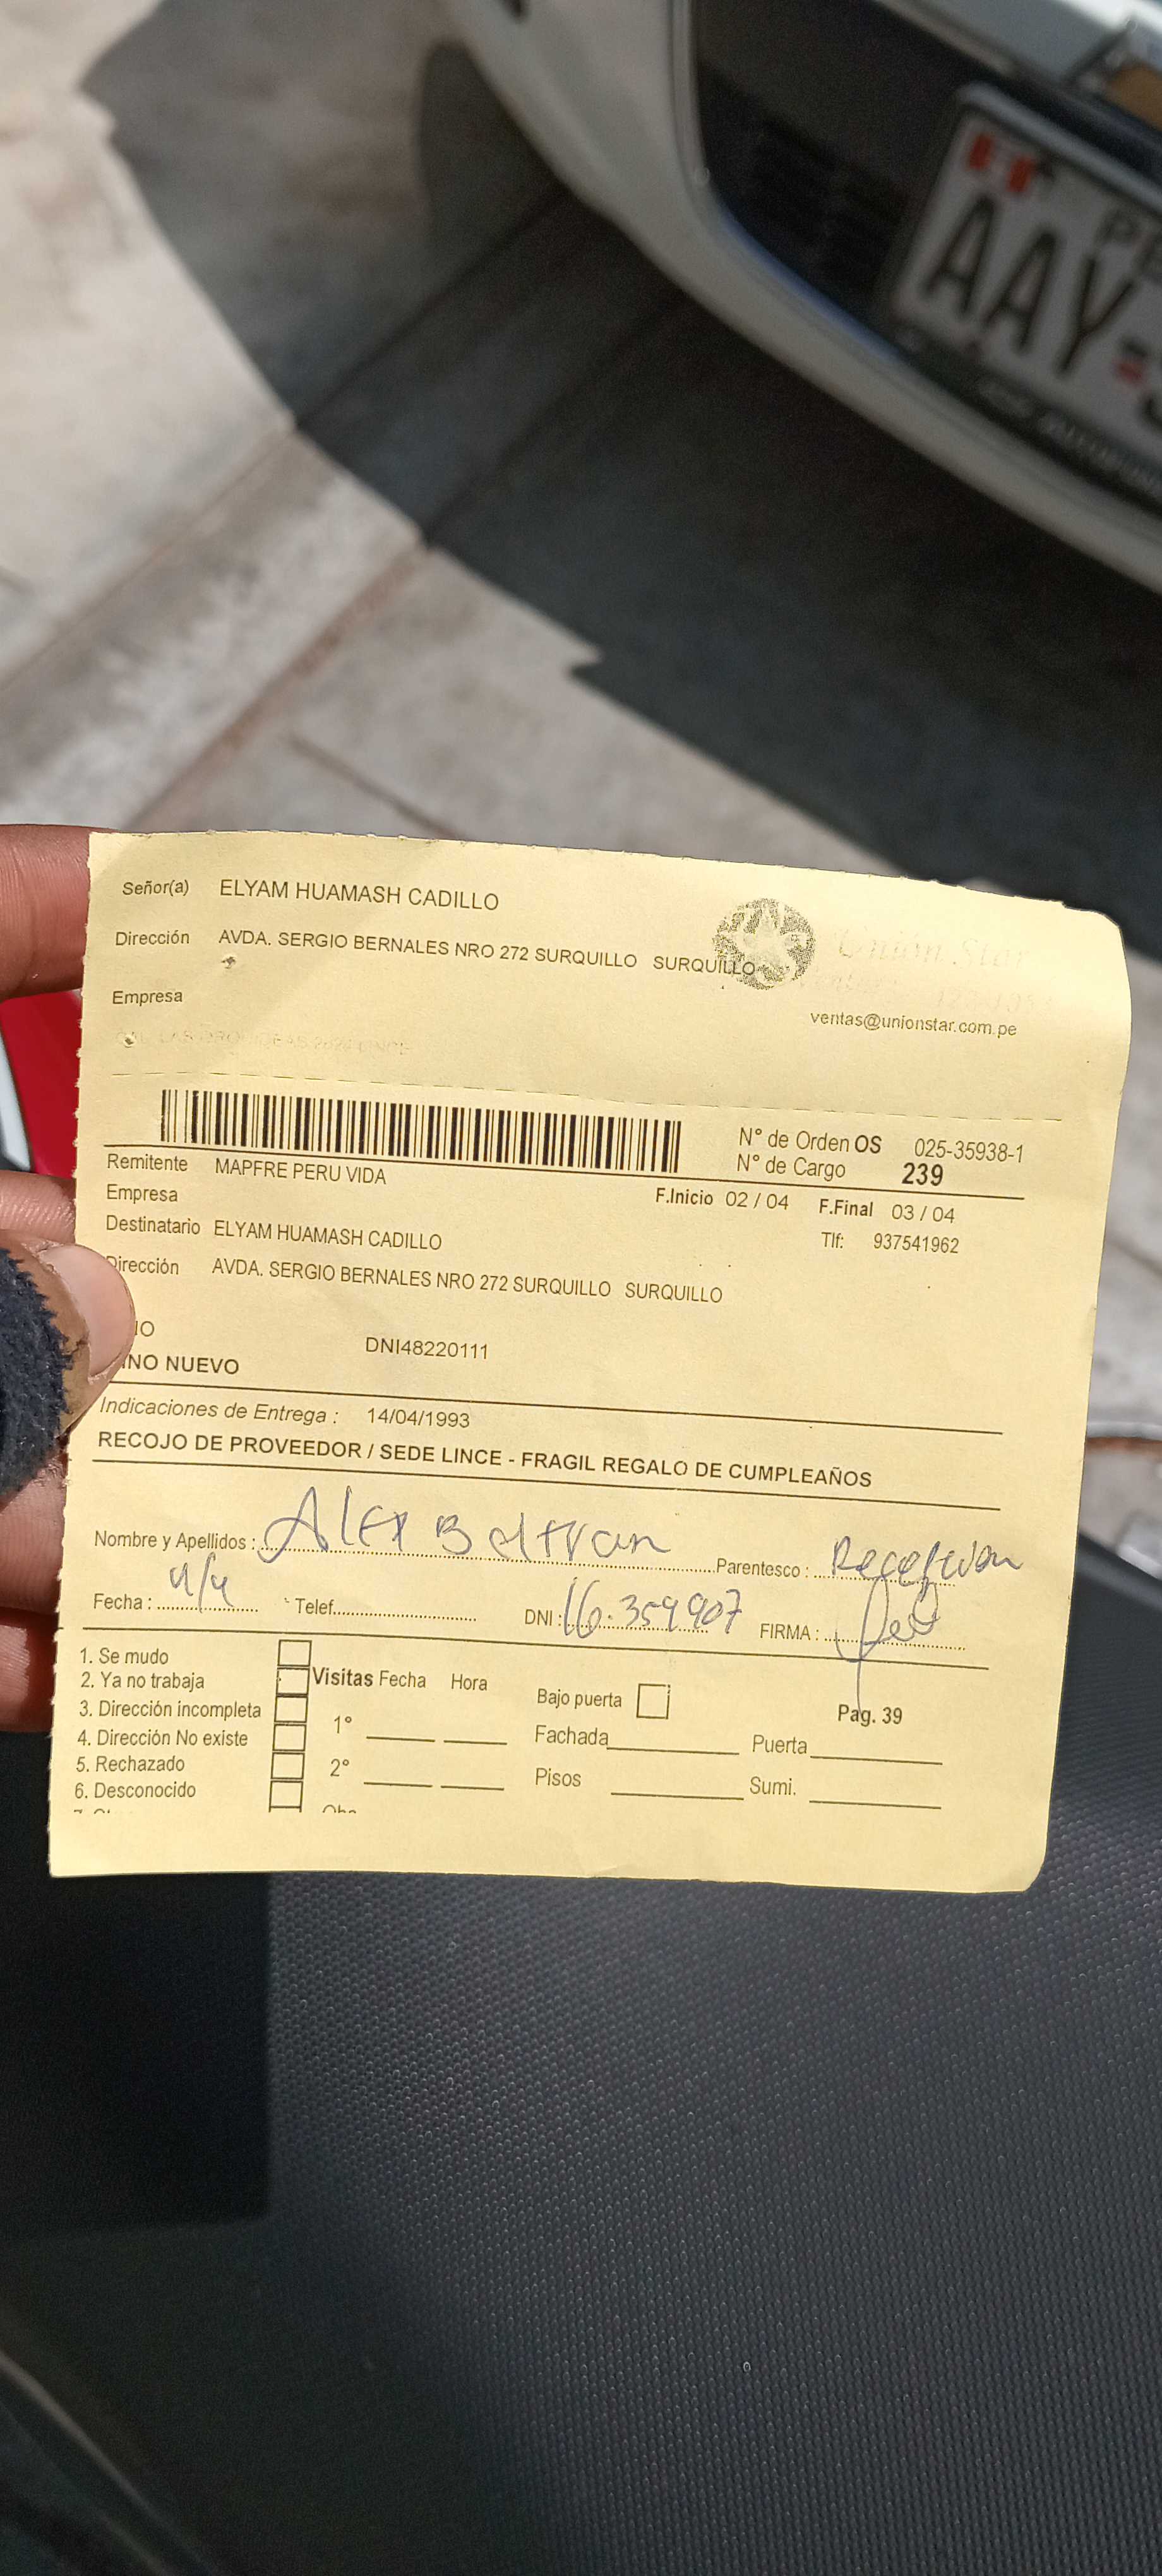 PE
AAY-
Señor(a) ELYAM HUAMASH CADILLO
Dirección AVDA. SERGIO BERNALES NRO 272 SURQUILLO SURQUILLO
Union Star
Empresa
ventas@unionstar.com.pe
N° de Orden OS 025-35938-1
N° de Cargo 239
Remitente MAPFRE PERU VIDA
Empresa
F.Inicio 02 / 04 F.Final 03 / 04
Destinatario ELYAM HUAMASH CADILLO
Tlf: 937541962
Dirección AVDA. SERGIO BERNALES NRO 272 SURQUILLO SURQUILLO
DNI48220111
NO NUEVO
Indicaciones de Entrega : 14/04/1993
RECOJO DE PROVEEDOR / SEDE LINCE - FRAGIL REGALO DE CUMPLEAÑOS
Nombre y Apellidos : Alex Beltran Parentesco : Recepcion
Fecha : 4/4 Telef. DNI : 16.359907 FIRMA :
1. Se mudo
2. Ya no trabaja Visitas Fecha Hora
3. Dirección incompleta Bajo puerta Pag. 39
4. Dirección No existe 1° Fachada Puerta
5. Rechazado 2° Pisos Sumi.
6. Desconocido